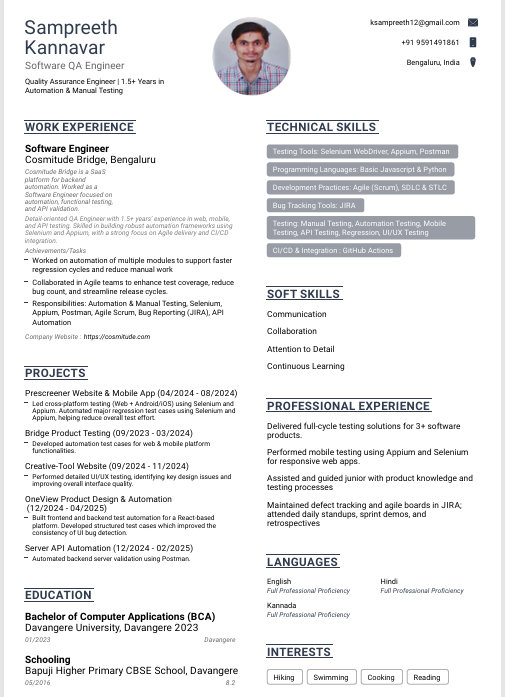 Sampreeth
Kannavar
Software QA Engineer
Quality Assurance Engineer | 1.5+ Years in
Automation & Manual Testing
ksampreeth12@gmail.com
+91 9591491861
Bengaluru, India
WORK EXPERIENCE
Software Engineer
Cosmitude Bridge, Bengaluru
Cosmitude Bridge is a SaaS
platform for backend
automation. Worked as a
Software Engineer focused on
automation, functional testing,
and API validation.
Detail-oriented QA Engineer with 1.5+ years' experience in web, mobile,
and API testing. Skilled in building robust automation frameworks using
Selenium and Appium, with a strong focus on Agile delivery and CI/CD
integration.
Achievements/Tasks
– Worked on automation of multiple modules to support faster
regression cycles and reduce manual work
– Collaborated in Agile teams to enhance test coverage, reduce
bug count, and streamline release cycles.
– Responsibilities: Automation & Manual Testing, Selenium,
Appium, Postman, Agile Scrum, Bug Reporting (JIRA), API
Automation
Company Website : https://cosmitude.com
PROJECTS
Prescreener Website & Mobile App (04/2024 - 08/2024)
– Led cross-platform testing (Web + Android/iOS) using Selenium and
Appium. Automated major regression test cases using Selenium and
Appium, helping reduce overall test effort.
Bridge Product Testing (09/2023 - 03/2024)
– Developed automation test cases for web & mobile platform
functionalities.
Creative-Tool Website (09/2024 - 11/2024)
– Performed detailed UI/UX testing, identifying key design issues and
improving overall interface quality.
OneView Product Design & Automation
(12/2024 - 04/2025)
– Built frontend and backend test automation for a React-based
platform. Developed structured test cases which improved the
consistency of UI bug detection.
Server API Automation (12/2024 - 02/2025)
– Automated backend server validation using Postman.
EDUCATION
Bachelor of Computer Applications (BCA)
Davangere University, Davangere 2023
01/2023 Davangere
Schooling
Bapuji Higher Primary CBSE School, Davangere
05/2016 8.2
TECHNICAL SKILLS
Testing Tools: Selenium WebDriver, Appium, Postman
Programming Languages: Basic Javascript & Python
Development Practices: Agile (Scrum), SDLC & STLC
Bug Tracking Tools: JIRA
Testing: Manual Testing, Automation Testing, Mobile
Testing, API Testing, Regression, UI/UX Testing
CI/CD & Integration : GitHub Actions
SOFT SKILLS
Communication
Collaboration
Attention to Detail
Continuous Learning
PROFESSIONAL EXPERIENCE
Delivered full-cycle testing solutions for 3+ software
products.
Performed mobile testing using Appium and Selenium
for responsive web apps.
Assisted and guided junior with product knowledge and
testing processes
Maintained defect tracking and agile boards in JIRA;
attended daily standups, sprint demos, and
retrospectives
LANGUAGES
English
Full Professional Proficiency
Hindi
Full Professional Proficiency
Kannada
Full Professional Proficiency
INTERESTS
Hiking Swimming Cooking Reading